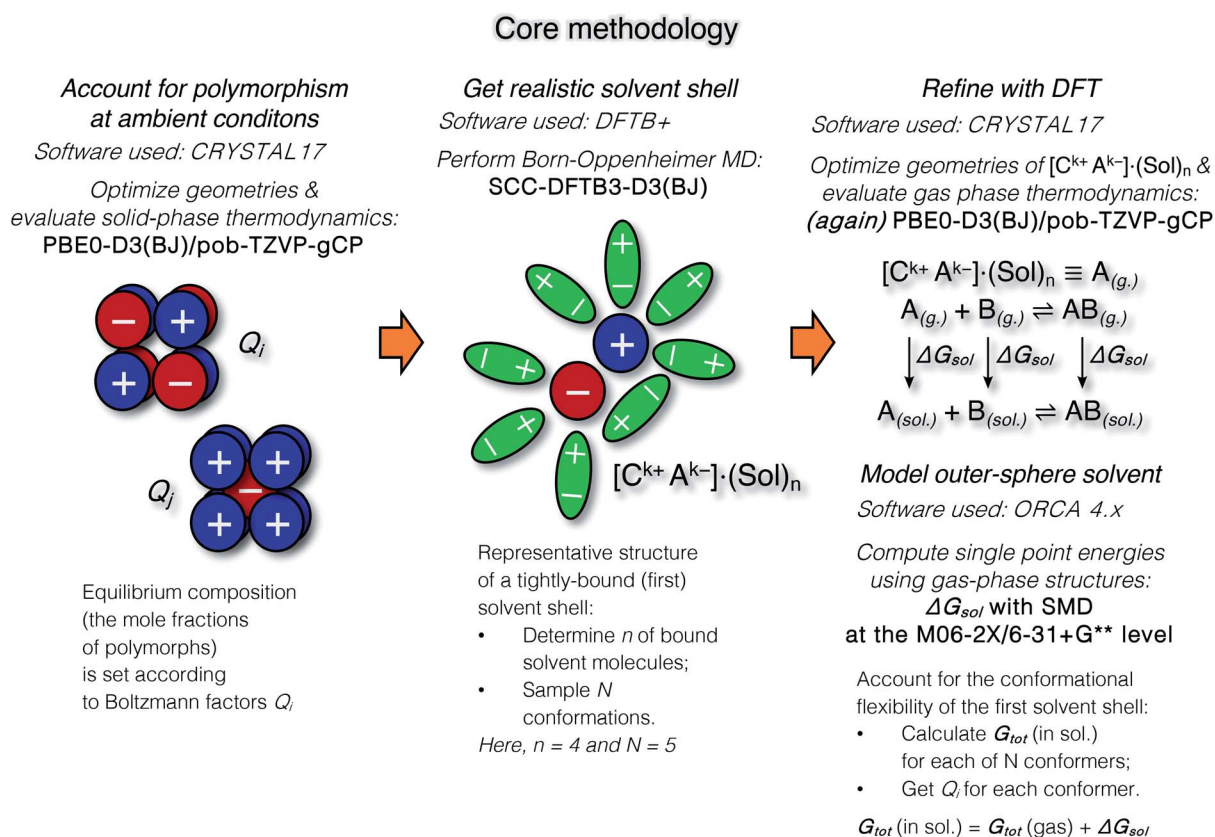 Core methodology
Account for polymorphism
at ambient conditons
Software used: CRYSTAL17
Optimize geometries &
evaluate solid-phase thermodynamics:
PBE0-D3(BJ)/pob-TZVP-gCP
− +
+ −
Qᵢ
+ +
−
+ +
Qⱼ
Equilibrium composition
(the mole fractions
of polymorphs)
is set according
to Boltzmann factors Qᵢ
Get realistic solvent shell
Software used: DFTB+
Perform Born-Oppenheimer MD:
SCC-DFTB3-D3(BJ)
+ −
+ −
+ −
+
− +
− +
−
− +
+ −
+ −
[Cᵏ⁺ Aᵏ⁻]·(Sol)ₙ
Representative structure
of a tightly-bound (first)
solvent shell:
• Determine n of bound
solvent molecules;
• Sample N
conformations.
Here, n = 4 and N = 5
Refine with DFT
Software used: CRYSTAL17
Optimize geometries of [Cᵏ⁺ Aᵏ⁻]·(Sol)ₙ &
evaluate gas phase thermodynamics:
(again) PBE0-D3(BJ)/pob-TZVP-gCP
[Cᵏ⁺ Aᵏ⁻]·(Sol)ₙ ≡ A(g.)
A(g.) + B(g.) ⇌ AB(g.)
ΔGsol ΔGsol ΔGsol
A(sol.) + B(sol.) ⇌ AB(sol.)
Model outer-sphere solvent
Software used: ORCA 4.x
Compute single point energies
using gas-phase structures:
ΔGsol with SMD
at the M06-2X/6-31+G** level
Account for the conformational
flexibility of the first solvent shell:
• Calculate Gtot (in sol.)
for each of N conformers;
• Get Qᵢ for each conformer.
Gtot (in sol.) = Gtot (gas) + ΔGsol